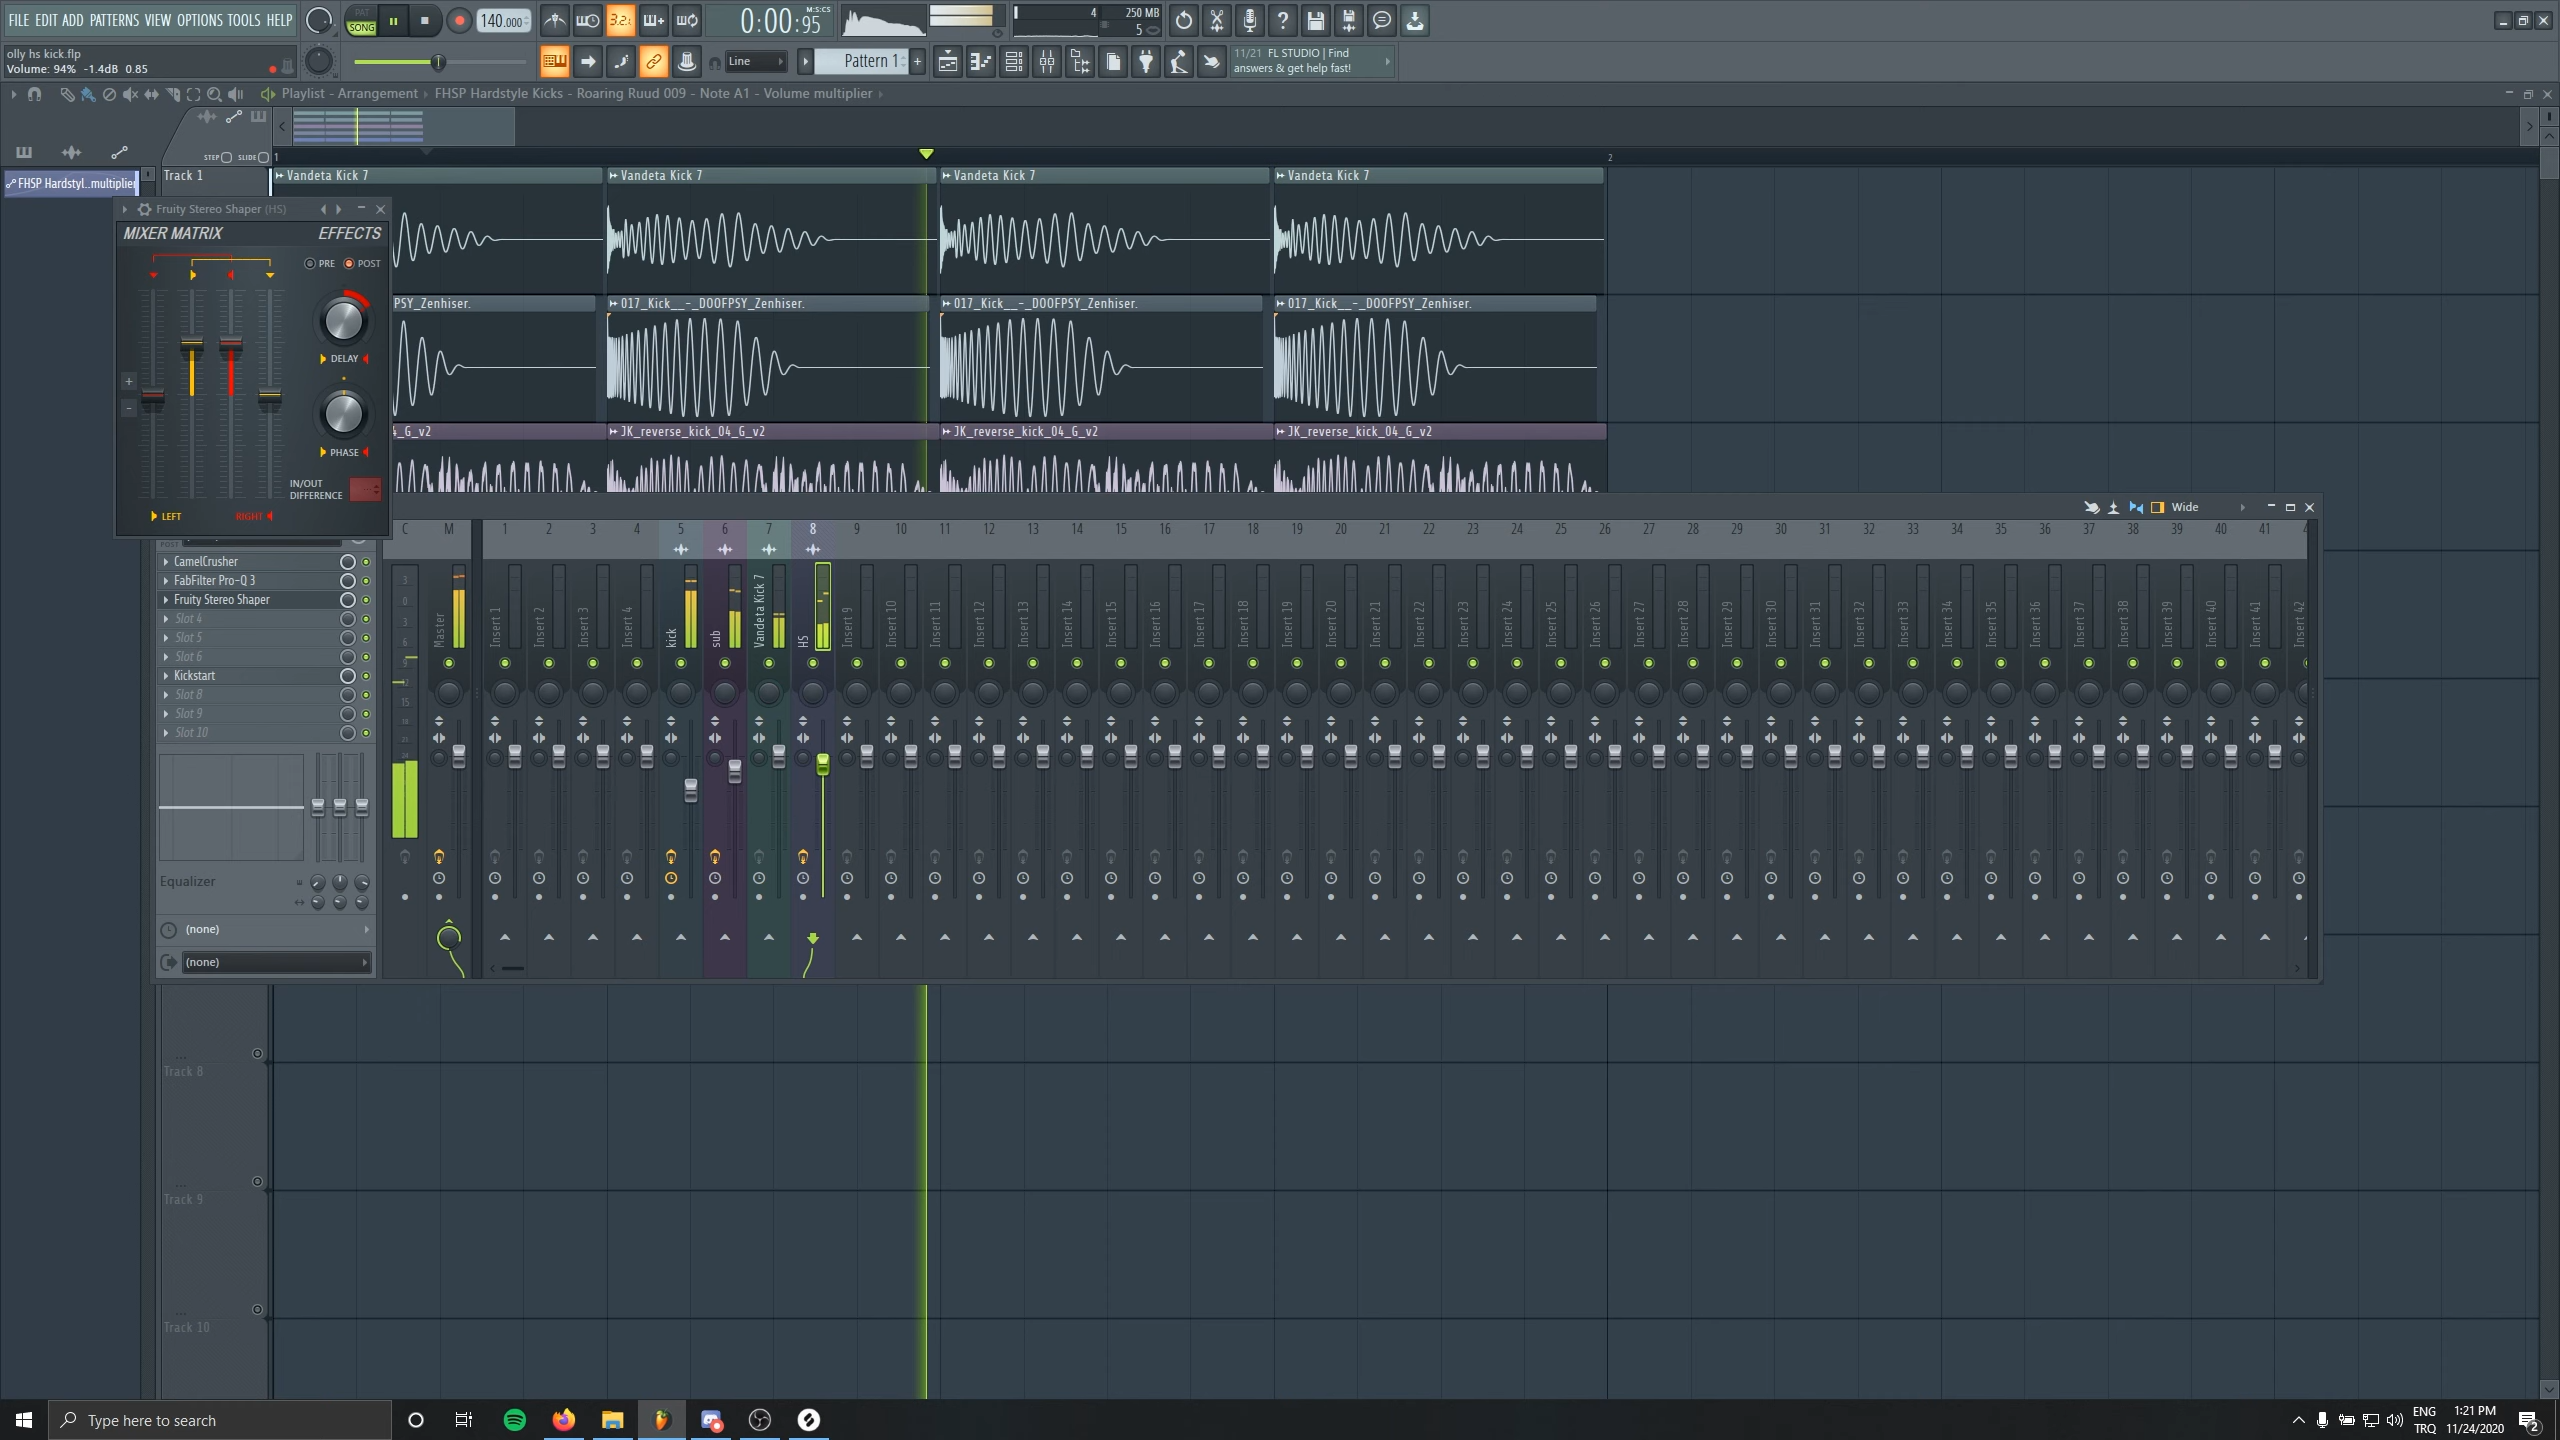 FILE EDIT ADD PATTERNS VIEW OPTIONS TOOLS HELP
PAT
SONG
140.000
3.2.
0:00:95
M:S:CS
4
250 MB
5
olly hs kick.flp
Volume: 94% -1.4dB 0.85
Line
Pattern 1
+
11/21 FL STUDIO | Find
answers & get help fast!
Playlist - Arrangement
FHSP Hardstyle Kicks - Roaring Ruud 009 - Note A1 - Volume multiplier
STEP
SLIDE
1
2
FHSP Hardstyl..multiplier
Track 1
Vandeta Kick 7
Vandeta Kick 7
Vandeta Kick 7
Vandeta Kick 7
Fruity Stereo Shaper (HS)
MIXER MATRIX
EFFECTS
PRE
POST
DELAY
PHASE
IN/OUT
DIFFERENCE
LEFT
RIGHT
PSY_Zenhiser.
017_Kick__-_DOOFPSY_Zenhiser.
017_Kick__-_DOOFPSY_Zenhiser.
017_Kick__-_DOOFPSY_Zenhiser.
4_G_v2
JK_reverse_kick_04_G_v2
JK_reverse_kick_04_G_v2
JK_reverse_kick_04_G_v2
Wide
C M 1 2 3 4 5 6 7 8 9 10 11 12 13 14 15 16 17 18 19 20 21 22 23 24 25 26 27 28 29 30 31 32 33 34 35 36 37 38 39 40 41
POST
CamelCrusher
FabFilter Pro-Q 3
Fruity Stereo Shaper
Slot 4
Slot 5
Slot 6
Kickstart
Slot 8
Slot 9
Slot 10
Equalizer
(none)
(none)
3
0
3
6
9
12
15
Master
Insert 1
Insert 2
Insert 3
Insert 4
kick
sub
Vandeta Kick 7
HS
Insert 9
Insert 10
Insert 11
Insert 12
Insert 13
Insert 14
Insert 15
Insert 16
Insert 17
Insert 18
Insert 19
Insert 20
Insert 21
Insert 22
Insert 23
Insert 24
Insert 25
Insert 26
Insert 27
Insert 28
Insert 29
Insert 30
Insert 31
Insert 32
Insert 33
Insert 34
Insert 35
Insert 36
Insert 37
Insert 38
Insert 39
Insert 40
Insert 41
Insert 42
Track 8
Track 9
Track 10
Type here to search
ENG
TRQ
1:21 PM
11/24/2020
2